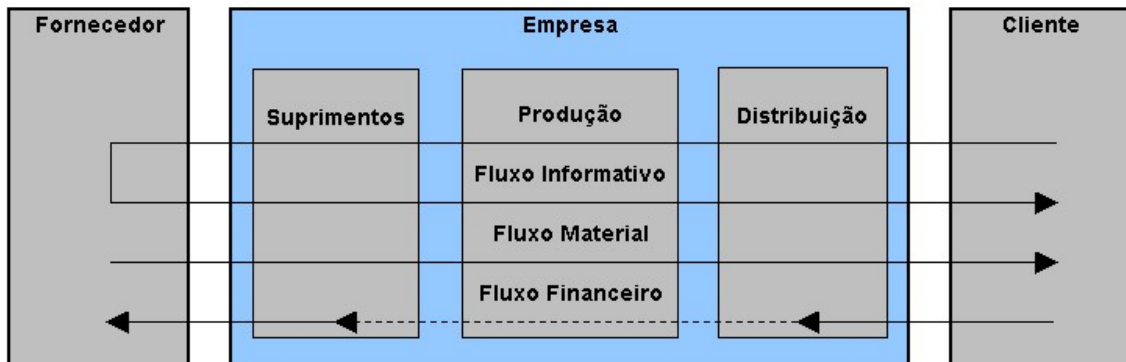 Fornecedor
Empresa
Cliente
Suprimentos
Produção
Distribuição
Fluxo Informativo
Fluxo Material
Fluxo Financeiro